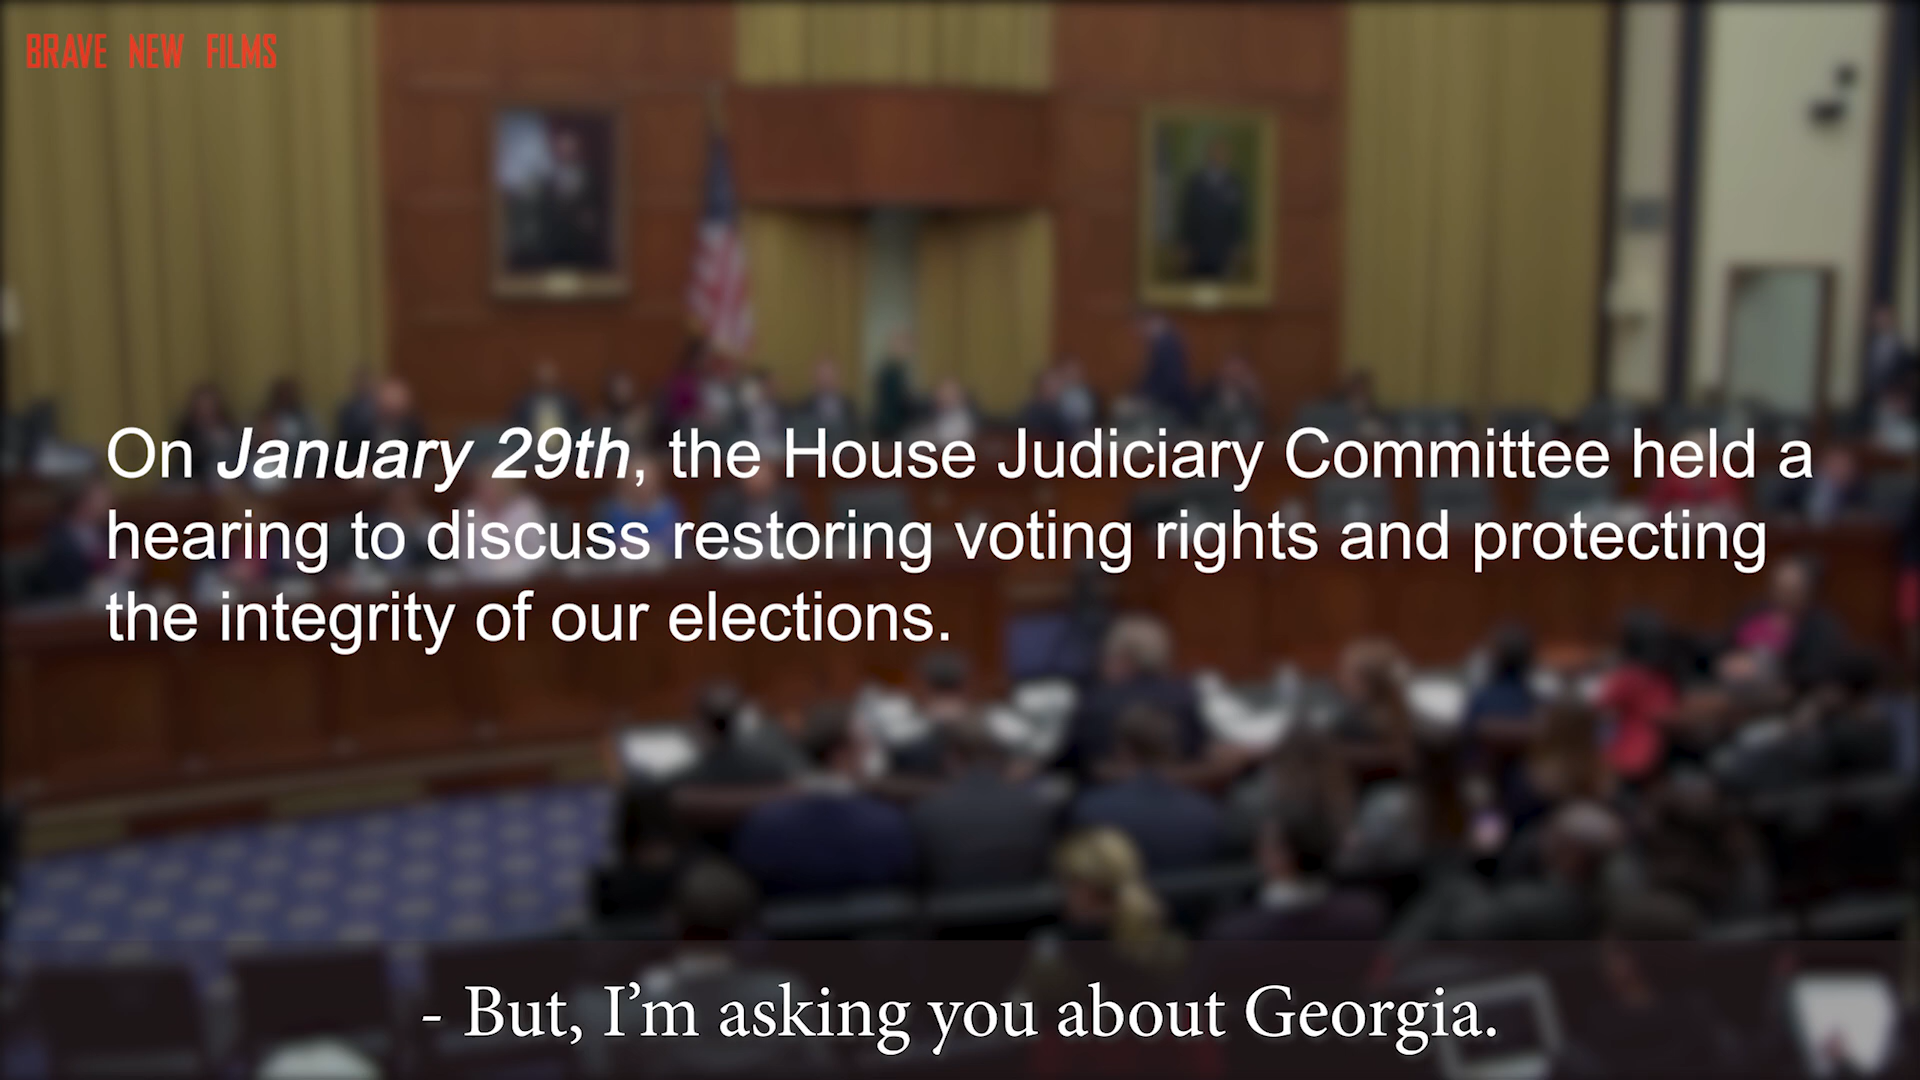 BRAVE NEW FILMS
On January 29th, the House Judiciary Committee held a
hearing to discuss restoring voting rights and protecting
the integrity of our elections.
- But, I’m asking you about Georgia.